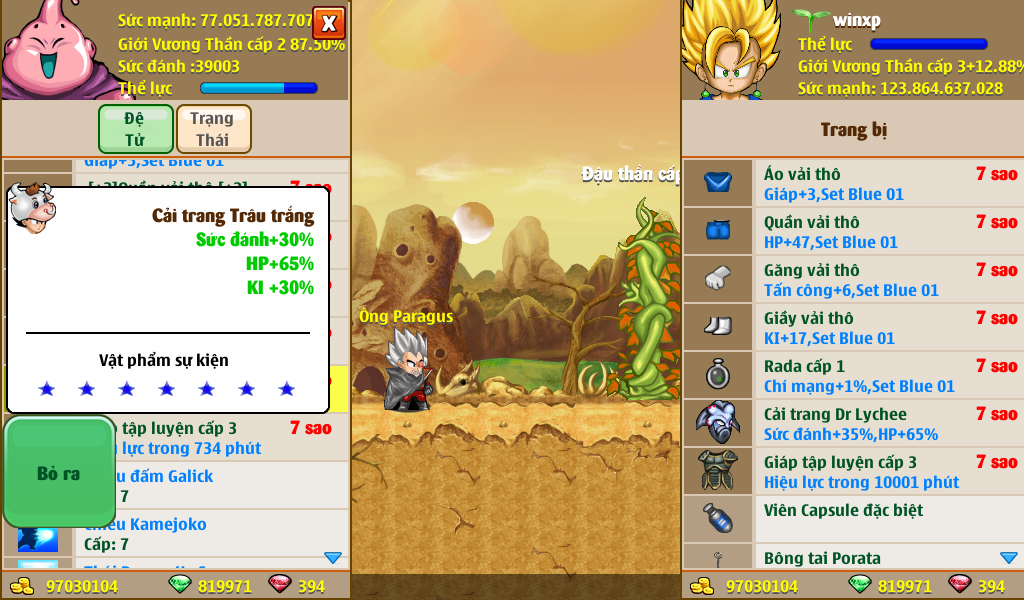 Sức mạnh: 77.051.787.707
X
Giới Vương Thần cấp 2 87.50%
Sức đánh :39003
Thể lực
Đệ
Tử
Trạng
Thái
Giáp+3,Set Blue 01
7 sao
Cải trang Trâu trắng
Sức đánh+30%
HP+65%
KI +30%
Vật phẩm sự kiện
tập luyện cấp 3
7 sao
lực trong 734 phút
Bỏ ra
đấm Galick
7
Chiêu Kamejoko
Cấp: 7
97030104
819971
394
Đậu thần cấp
Ông Paragus
winxp
Thể lực
Giới Vương Thần cấp 3+12.88%
Sức mạnh: 123.864.637.028
Trang bị
Áo vải thô
7 sao
Giáp+3,Set Blue 01
Quần vải thô
7 sao
HP+47,Set Blue 01
Găng vải thô
7 sao
Tấn công+6,Set Blue 01
Giầy vải thô
7 sao
KI+17,Set Blue 01
Rada cấp 1
7 sao
Chí mạng+1%,Set Blue 01
Cải trang Dr Lychee
7 sao
Sức đánh+35%,HP+65%
Giáp tập luyện cấp 3
7 sao
Hiệu lực trong 10001 phút
Viên Capsule đặc biệt
Bông tai Porata
97030104
819971
394